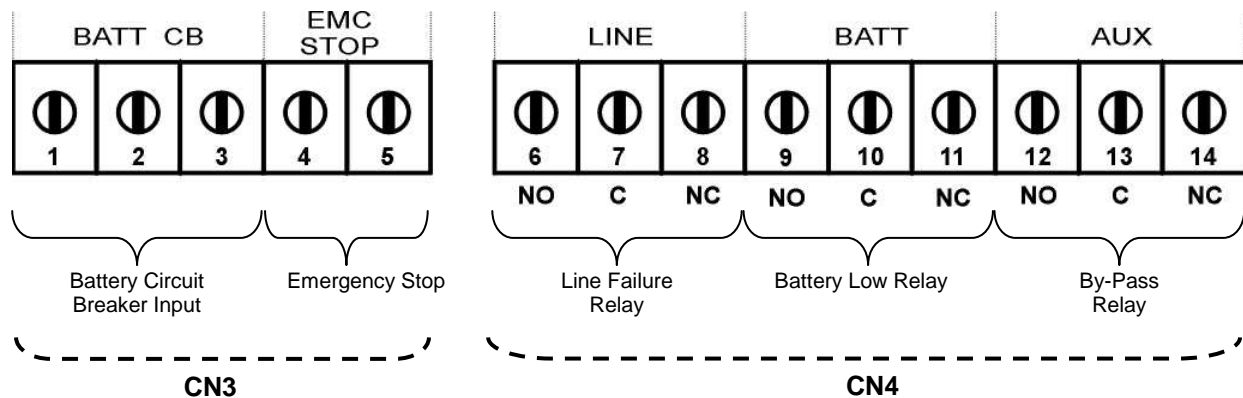 BATT CB
EMC
STOP
LINE
BATT
AUX
1 2 3 4 5
6 7 8 9 10 11 12 13 14
NO C NC NO C NC NO C NC
Battery Circuit
Breaker Input
Emergency Stop
Line Failure
Relay
Battery Low Relay
By-Pass
Relay
CN3
CN4